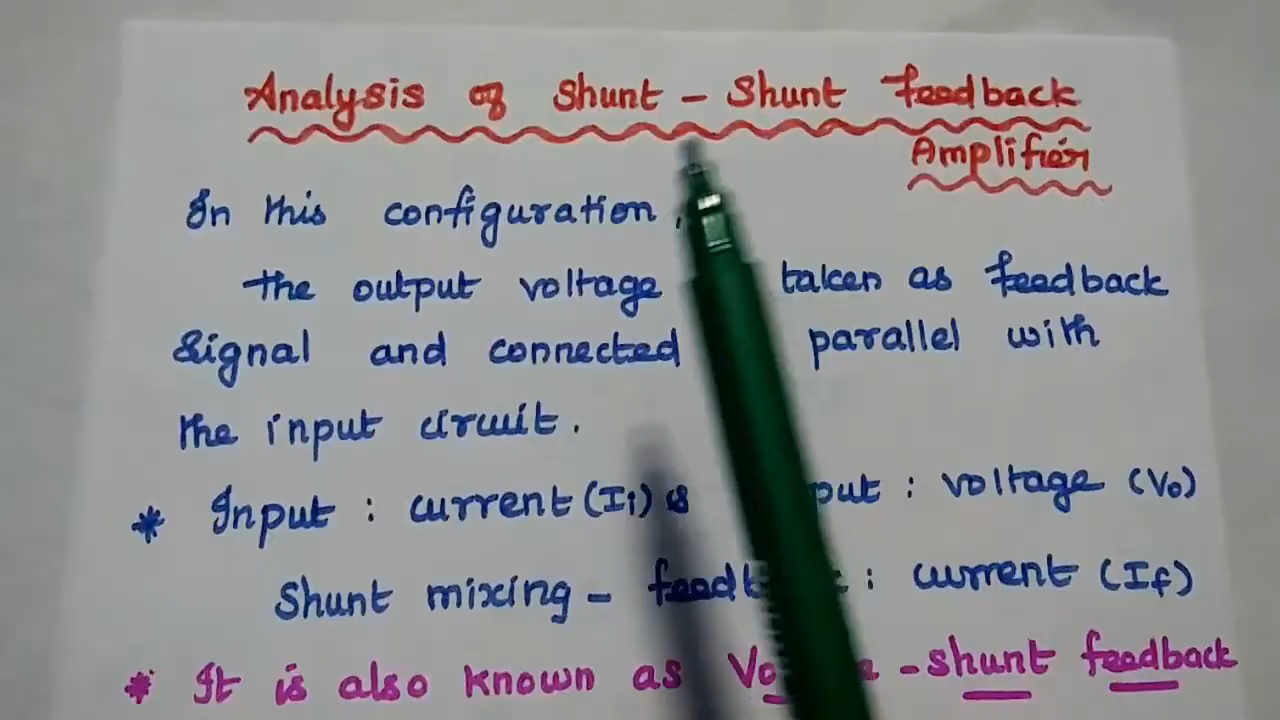 Analysis of Shunt - Shunt feedback
Amplifier
In this configuration,
the output voltage taken as feedback
Signal and connected parallel with
the input circuit.
* Input : current (Ii) put : voltage (Vo)
Shunt mixing - : current (If)
* It is also known as -shunt feedback